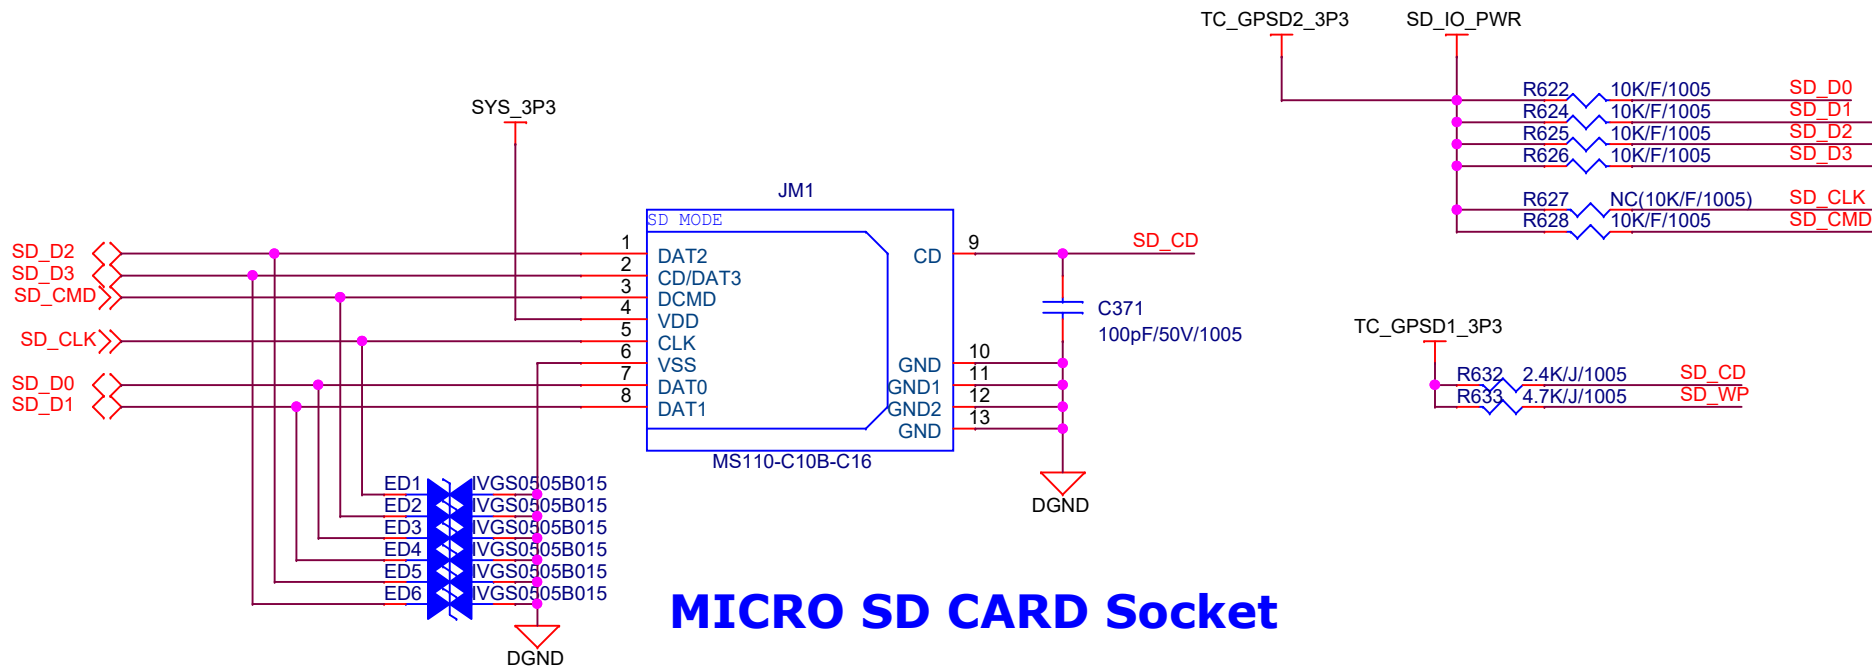 TC_GPSD2_3P3
SD_IO_PWR
R622 10K/F/1005 SD_D0
R624 10K/F/1005 SD_D1
R625 10K/F/1005 SD_D2
R626 10K/F/1005 SD_D3
R627 NC(10K/F/1005) SD_CLK
R628 10K/F/1005 SD_CMD
SYS_3P3
JM1
SD MODE
SD_D2 1 DAT2
SD_D3 2 CD/DAT3
SD_CMD 3 DCMD
4 VDD
SD_CLK 5 CLK
6 VSS
SD_D0 7 DAT0
SD_D1 8 DAT1
CD 9 SD_CD
C371
100pF/50V/1005
GND 10
GND1 11
GND2 12
GND 13
MS110-C10B-C16
DGND
TC_GPSD1_3P3
R632 2.4K/J/1005 SD_CD
R633 4.7K/J/1005 SD_WP
ED1 IVGS0505B015
ED2 IVGS0505B015
ED3 IVGS0505B015
ED4 IVGS0505B015
ED5 IVGS0505B015
ED6 IVGS0505B015
DGND
MICRO SD CARD Socket